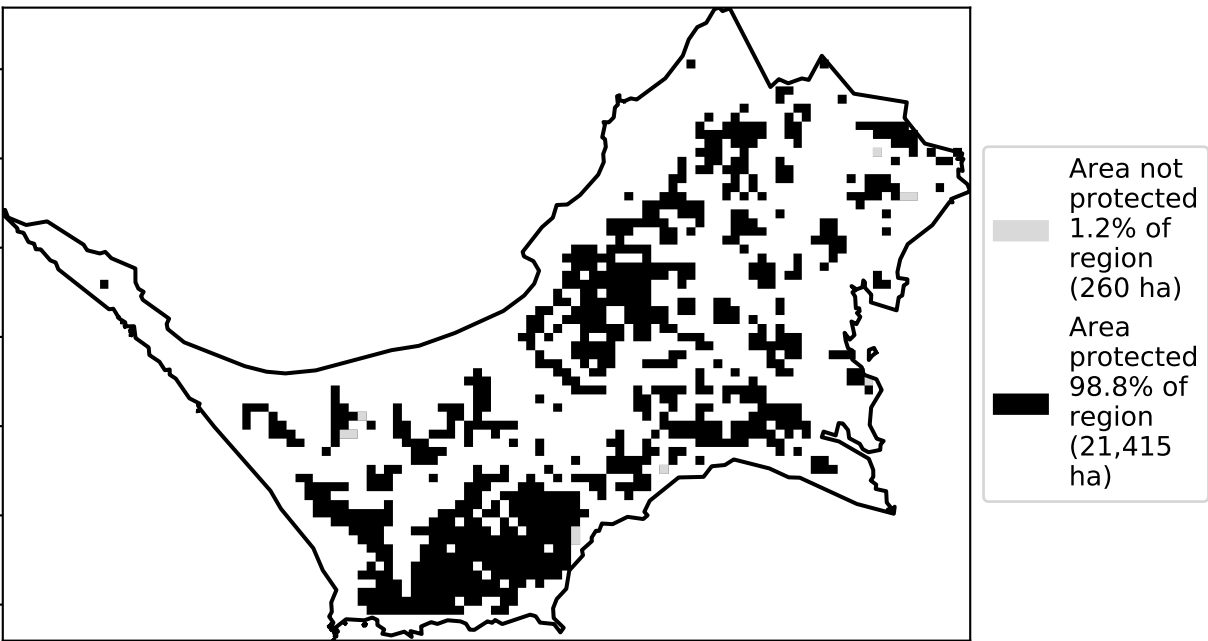 Area not
protected
1.2% of
region
(260 ha)
Area
protected
98.8% of
region
(21,415
ha)